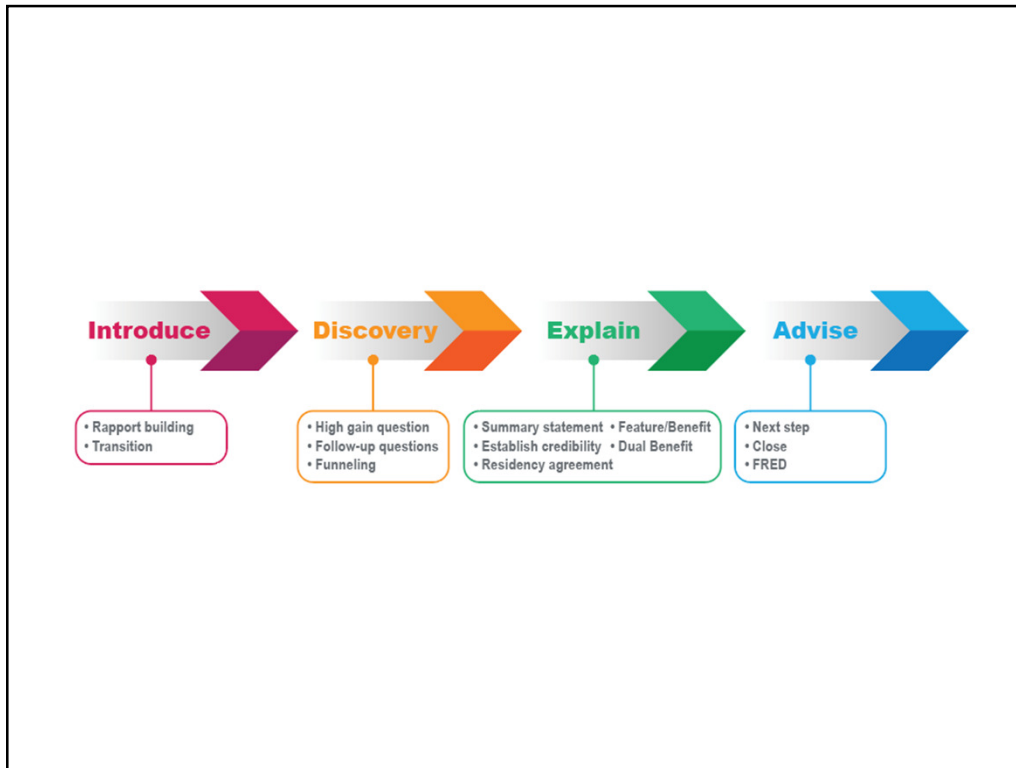 Introduce
• Rapport building
• Transition
Discovery
• High gain question
• Follow-up questions
• Funneling
Explain
• Summary statement • Feature/Benefit
• Establish credibility • Dual Benefit
• Residency agreement
Advise
• Next step
• Close
• FRED